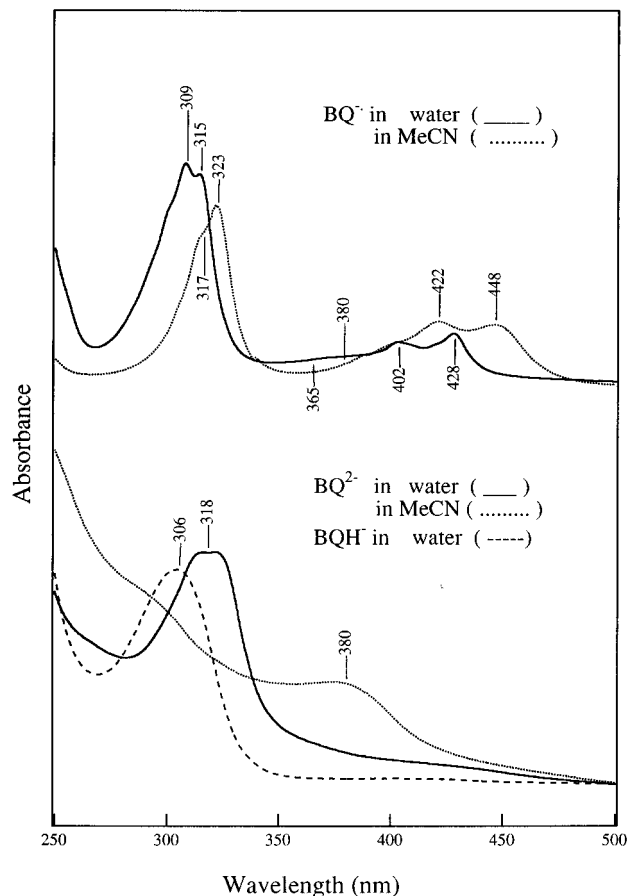 BQ⁻· in water ( ____ )
in MeCN ( .......... )
309
315
323
317
380
422
448
365
402
428
Absorbance
BQ²⁻ in water ( ___ )
in MeCN ( ......... )
BQH⁻ in water ( ----- )
306
318
380
250 300 350 400 450 500
Wavelength (nm)